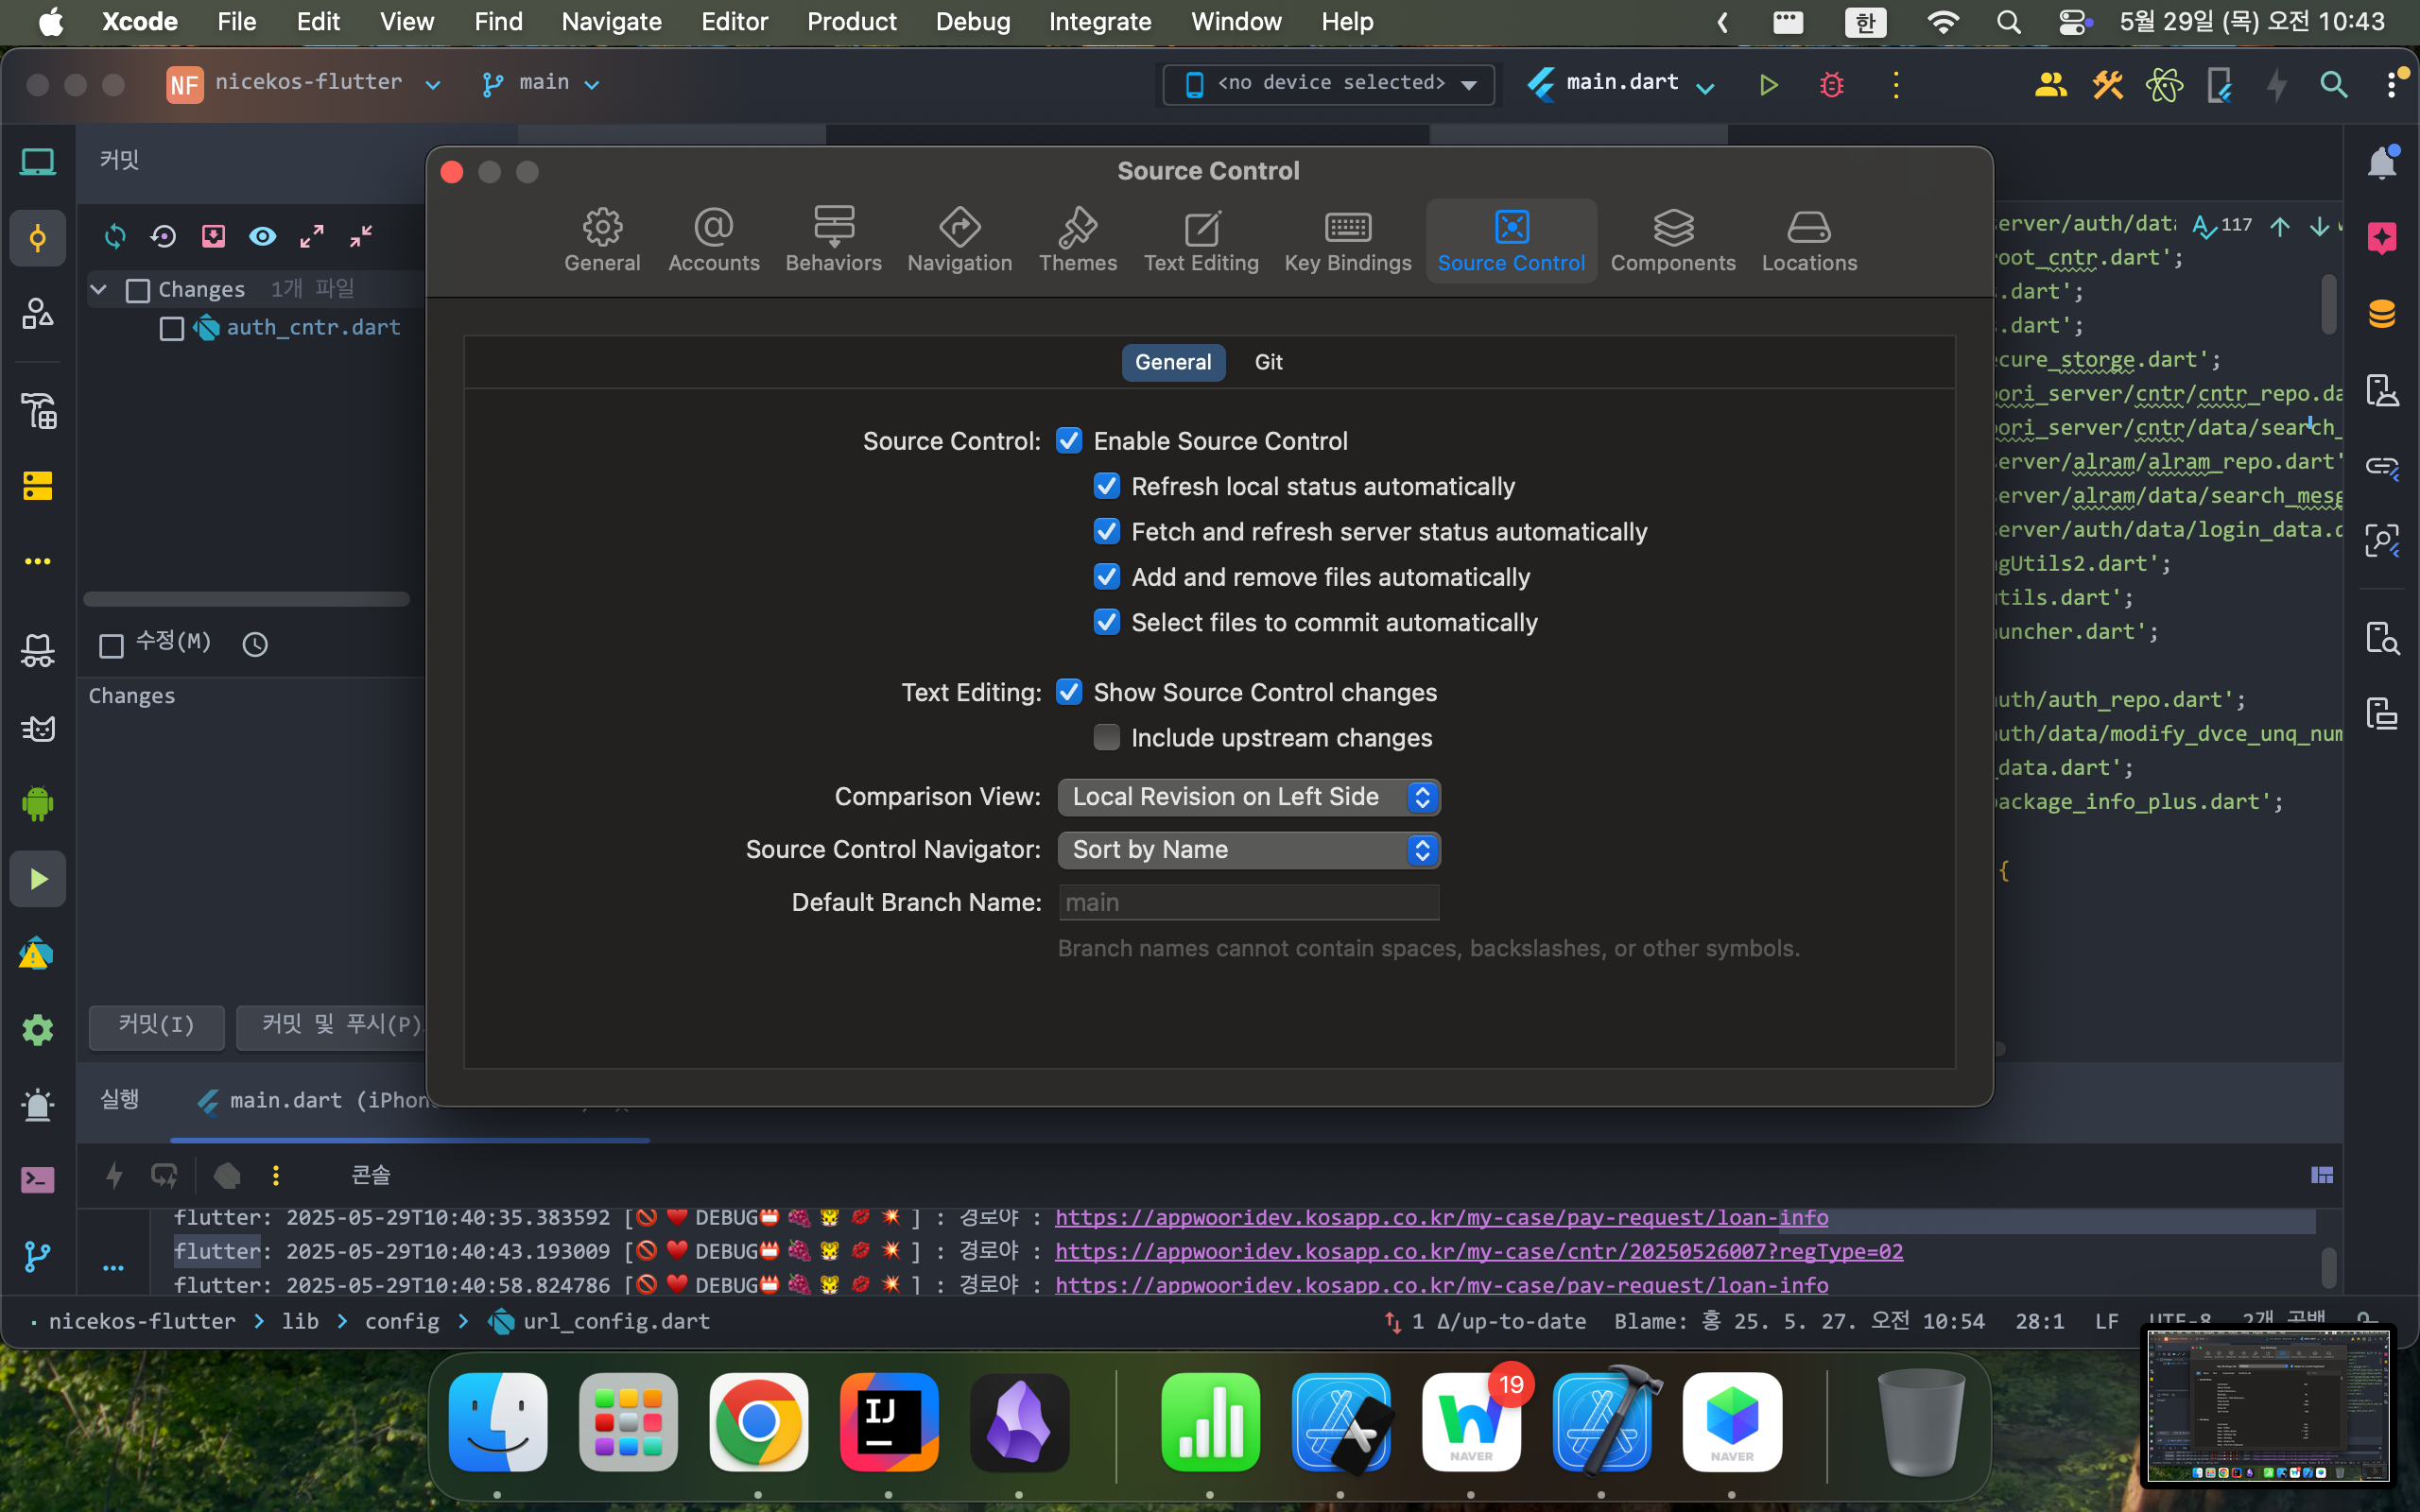 Xcode File Edit View Find Navigate Editor Product Debug Integrate Window Help 한 5월 29일 (목) 오전 10:43
NF nicekos-flutter main <no device selected> main.dart
커밋
Source Control
General Accounts Behaviors Navigation Themes Text Editing Key Bindings Source Control Components Locations
Changes 1개 파일
auth_cntr.dart
General Git
Source Control: Enable Source Control
Refresh local status automatically
Fetch and refresh server status automatically
Add and remove files automatically
Select files to commit automatically
Text Editing: Show Source Control changes
Include upstream changes
Comparison View: Local Revision on Left Side
Source Control Navigator: Sort by Name
Default Branch Name: main
Branch names cannot contain spaces, backslashes, or other symbols.
수정(M)
Changes
커밋(I) 커밋 및 푸시(P)
erver/auth/dat 117
oot_cntr.dart';
.dart';
.dart';
cure_storge.dart';
ori_server/cntr/cntr_repo.da
ori_server/cntr/data/search_
erver/alram/alram_repo.dart'
erver/alram/data/search_mesg
erver/auth/data/login_data.d
gUtils2.dart';
tils.dart';
uncher.dart';
uth/auth_repo.dart';
uth/data/modify_dvce_unq_num
_data.dart';
ackage_info_plus.dart';
{
실행 main.dart (iPhon
콘솔
flutter: 2025-05-29T10:40:35.383592 [🚫 ♥️ DEBUG📛 🍇 🐯 💋 💥 ] : 경로야 : https://appwooridev.kosapp.co.kr/my-case/pay-request/loan-info
flutter: 2025-05-29T10:40:43.193009 [🚫 ♥️ DEBUG📛 🍇 🐯 💋 💥 ] : 경로야 : https://appwooridev.kosapp.co.kr/my-case/cntr/20250526007?regType=02
flutter: 2025-05-29T10:40:58.824786 [🚫 ♥️ DEBUG📛 🍇 🐯 💋 💥 ] : 경로야 : https://appwooridev.kosapp.co.kr/my-case/pay-request/loan-info
nicekos-flutter > lib > config > url_config.dart 1 Δ/up-to-date Blame: 홍 25. 5. 27. 오전 10:54 28:1 LF UTF-8 2개 공백
IJ
NAVER
19
NAVER